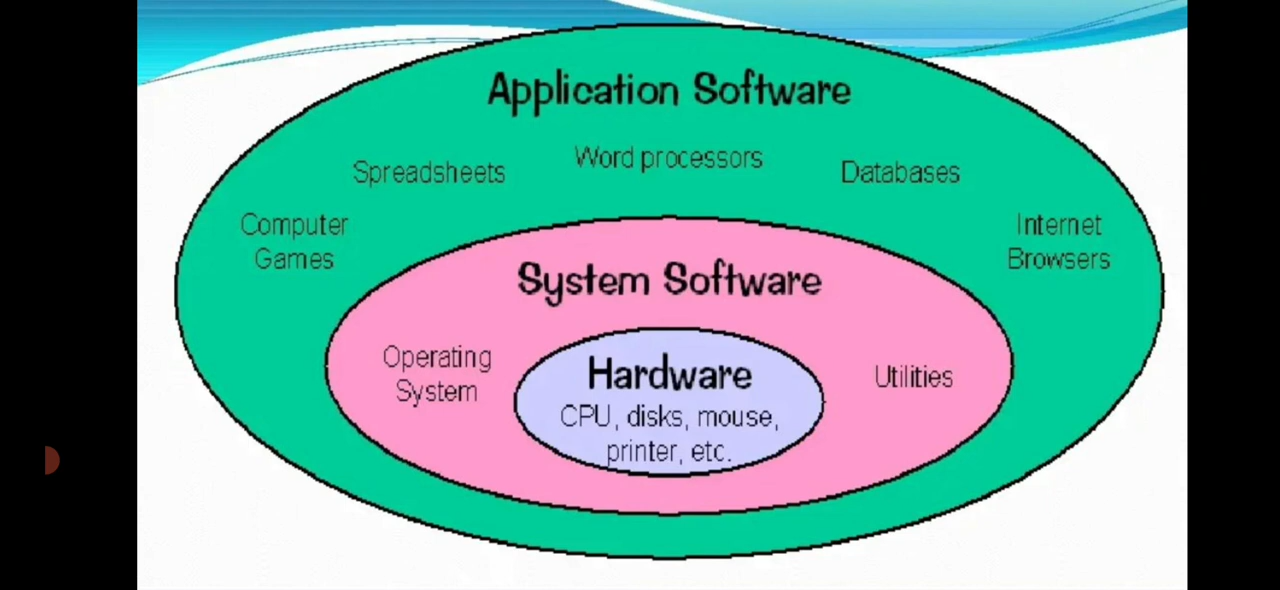 Application Software
Word processors
Spreadsheets
Databases
Computer
Games
Internet
Browsers
System Software
Operating
System
Utilities
Hardware
CPU, disks, mouse,
printer, etc.